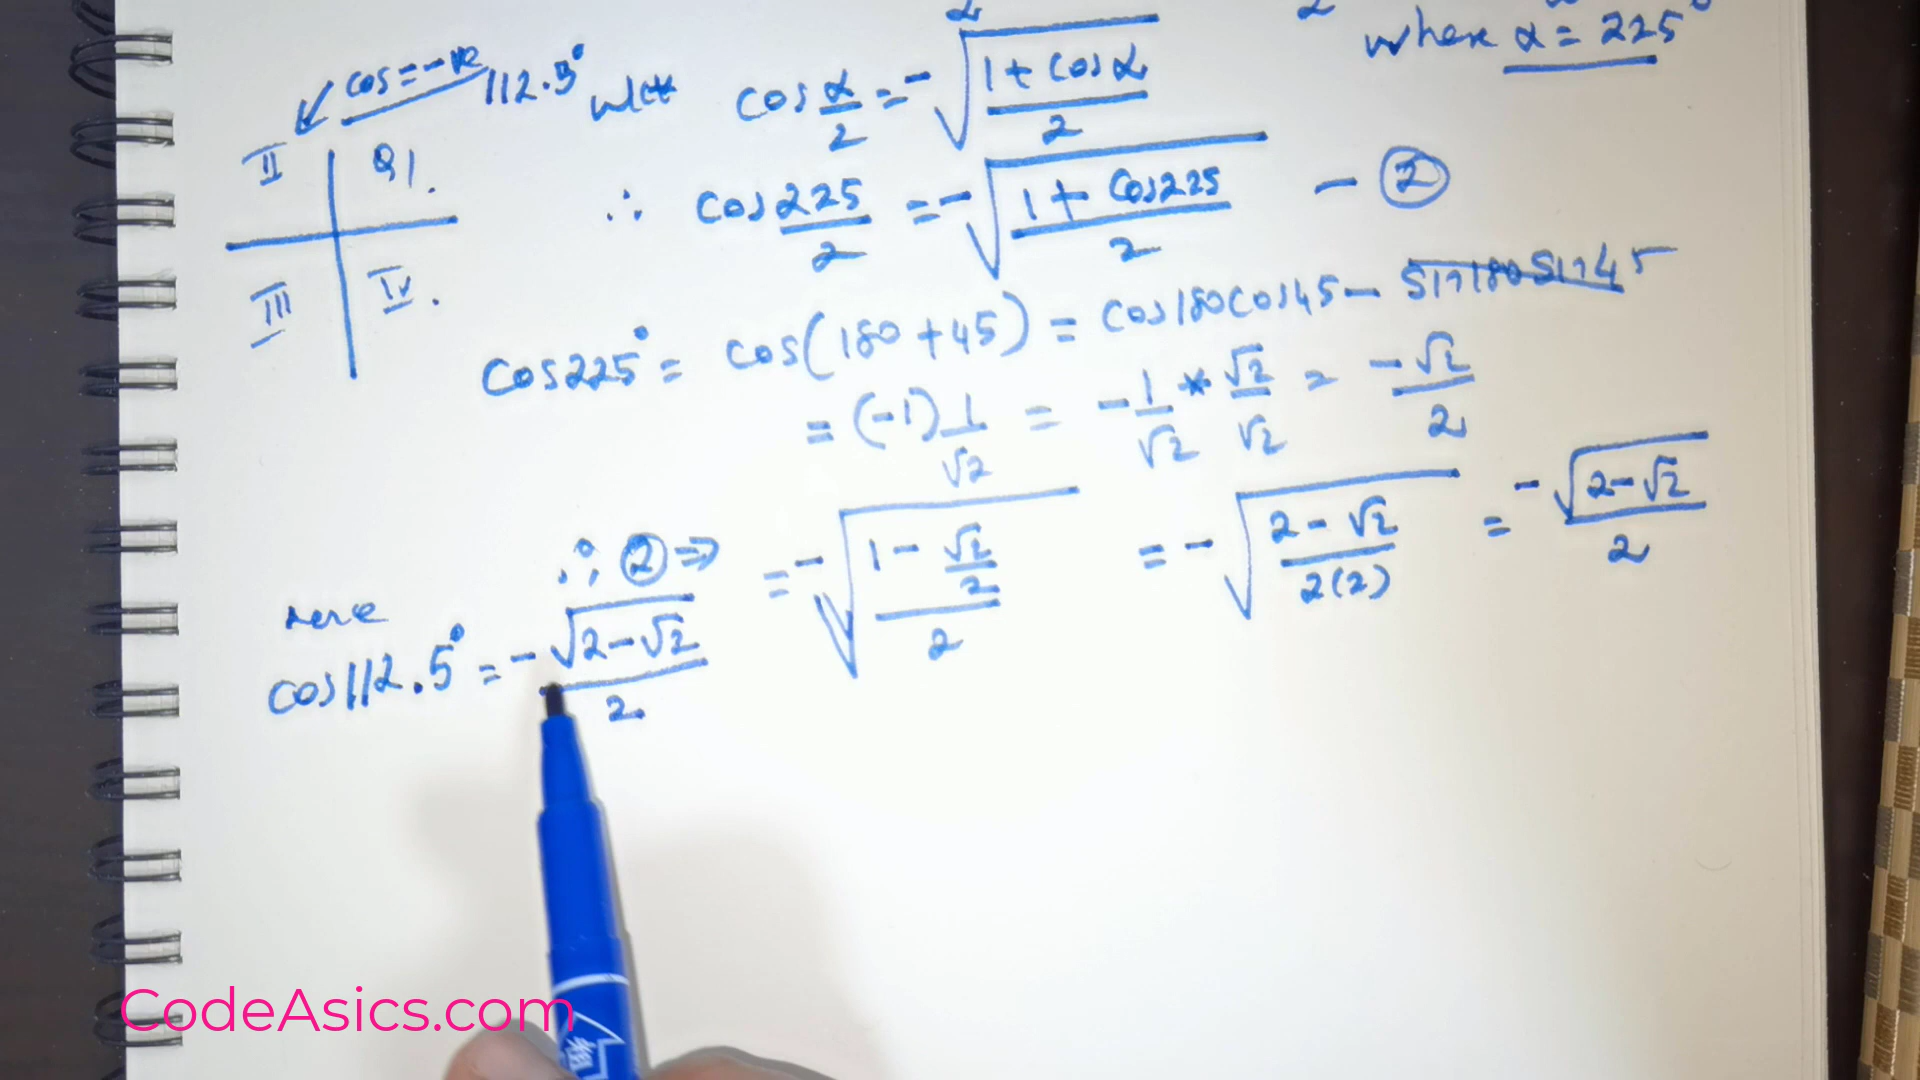 where α = 225°
cos = -ve 112.5°
cos α/2 = -√((1 + cos α)/2)
II Q1.
∴ cos 225/2 = -√((1 + cos225)/2) - ②
III IV.
cos225° = cos(180 + 45) = cos180cos45 - sin180sin45
= (-1) 1/√2 = -1/√2 * √2/√2 = -√2/2
∴ ② ⇒ = -√((1 - √2/2)/2) = -√((2 - √2)/2(2)) = -√(2-√2)/2
cos112.5° = -√(2-√2)/2
CodeAsics.com